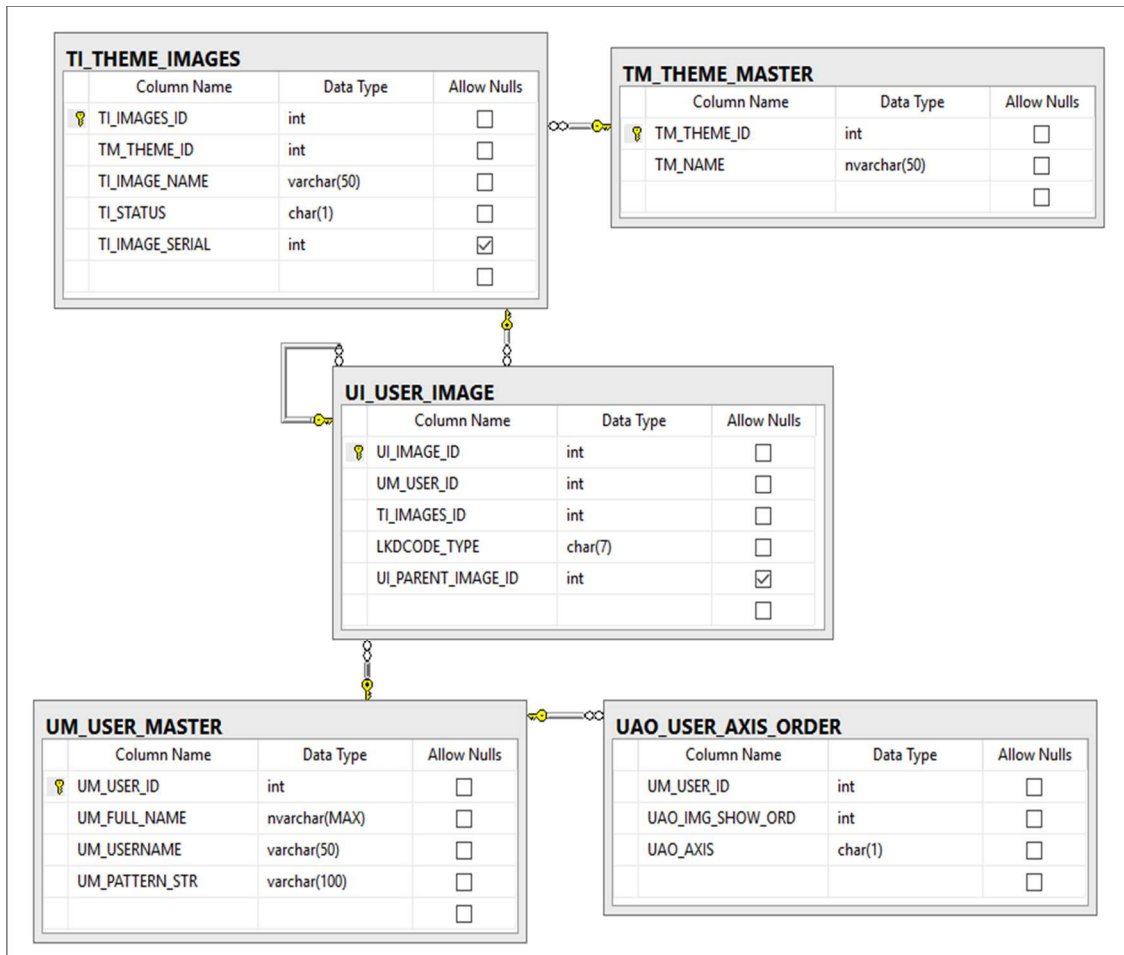 TI_THEME_IMAGES
Column Name Data Type Allow Nulls
TI_IMAGES_ID int
TM_THEME_ID int
TI_IMAGE_NAME varchar(50)
TI_STATUS char(1)
TI_IMAGE_SERIAL int
TM_THEME_MASTER
Column Name Data Type Allow Nulls
TM_THEME_ID int
TM_NAME nvarchar(50)
UI_USER_IMAGE
Column Name Data Type Allow Nulls
UI_IMAGE_ID int
UM_USER_ID int
TI_IMAGES_ID int
LKDCODE_TYPE char(7)
UI_PARENT_IMAGE_ID int
UM_USER_MASTER
Column Name Data Type Allow Nulls
UM_USER_ID int
UM_FULL_NAME nvarchar(MAX)
UM_USERNAME varchar(50)
UM_PATTERN_STR varchar(100)
UAO_USER_AXIS_ORDER
Column Name Data Type Allow Nulls
UM_USER_ID int
UAO_IMG_SHOW_ORD int
UAO_AXIS char(1)